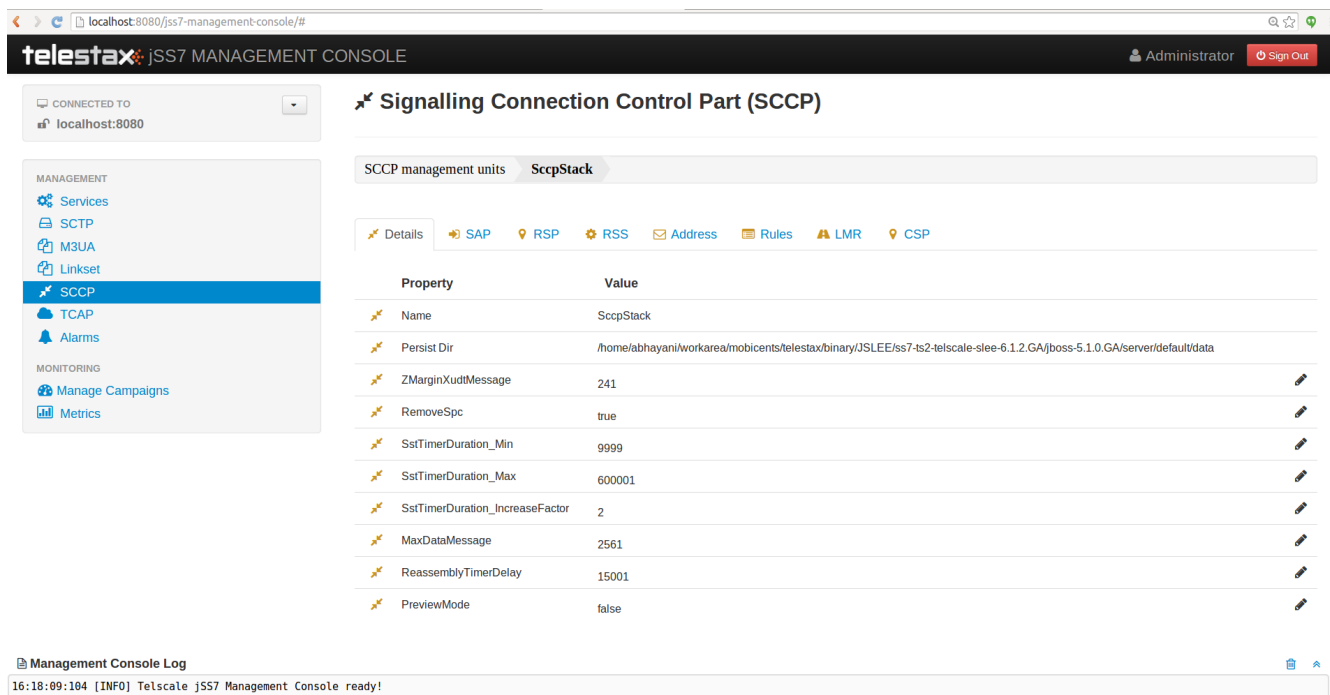 localhost:8080/jss7-management-console/#
telestax jSS7 MANAGEMENT CONSOLE
Administrator
Sign Out
CONNECTED TO
localhost:8080
MANAGEMENT
Services
SCTP
M3UA
Linkset
SCCP
TCAP
Alarms
MONITORING
Manage Campaigns
Metrics
Signalling Connection Control Part (SCCP)
SCCP management units SccpStack
Details SAP RSP RSS Address Rules LMR CSP
Property Value
Name SccpStack
Persist Dir /home/abhayani/workarea/mobicents/telestax/binary/JSLEE/ss7-ts2-telscale-slee-6.1.2.GA/jboss-5.1.0.GA/server/default/data
ZMarginXudtMessage 241
RemoveSpc true
SstTimerDuration_Min 9999
SstTimerDuration_Max 600001
SstTimerDuration_IncreaseFactor 2
MaxDataMessage 2561
ReassemblyTimerDelay 15001
PreviewMode false
Management Console Log
16:18:09:104 [INFO] Telscale jSS7 Management Console ready!